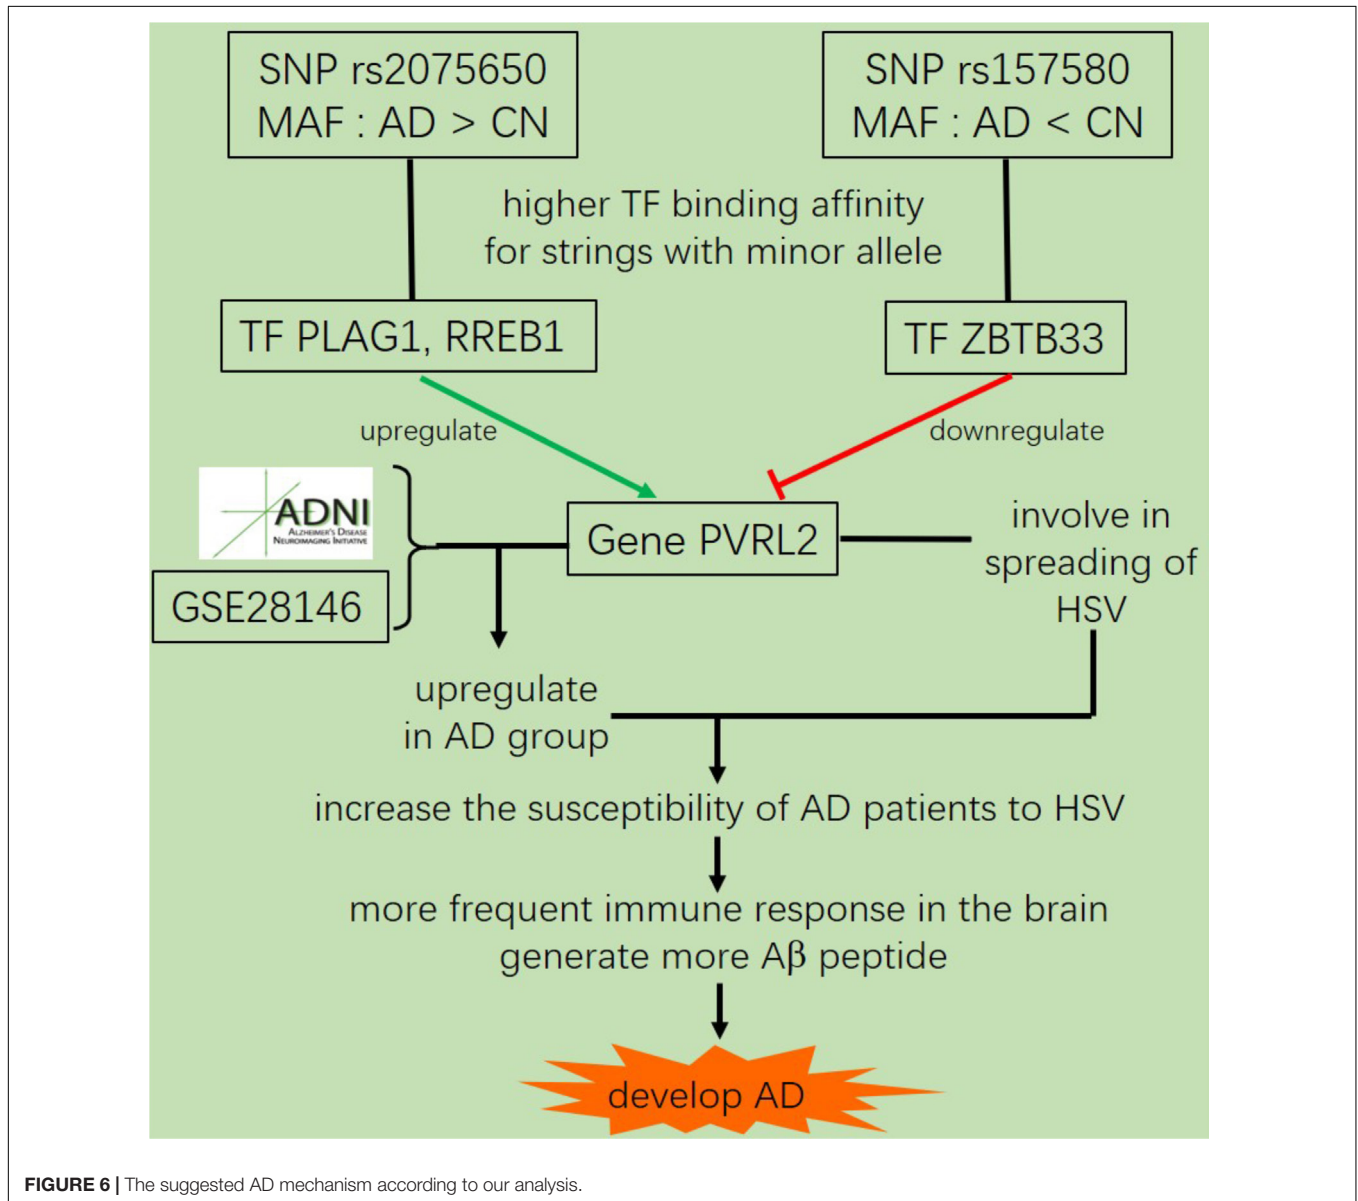 SNP rs2075650
MAF : AD > CN
SNP rs157580
MAF : AD < CN
higher TF binding affinity
for strings with minor allele
TF PLAG1, RREB1
TF ZBTB33
upregulate
downregulate
ADNI
ALZHEIMER'S DISEASE
NEUROIMAGING INITIATIVE
GSE28146
Gene PVRL2
involve in
spreading of
HSV
upregulate
in AD group
increase the susceptibility of AD patients to HSV
more frequent immune response in the brain
generate more Aβ peptide
develop AD
FIGURE 6 | The suggested AD mechanism according to our analysis.